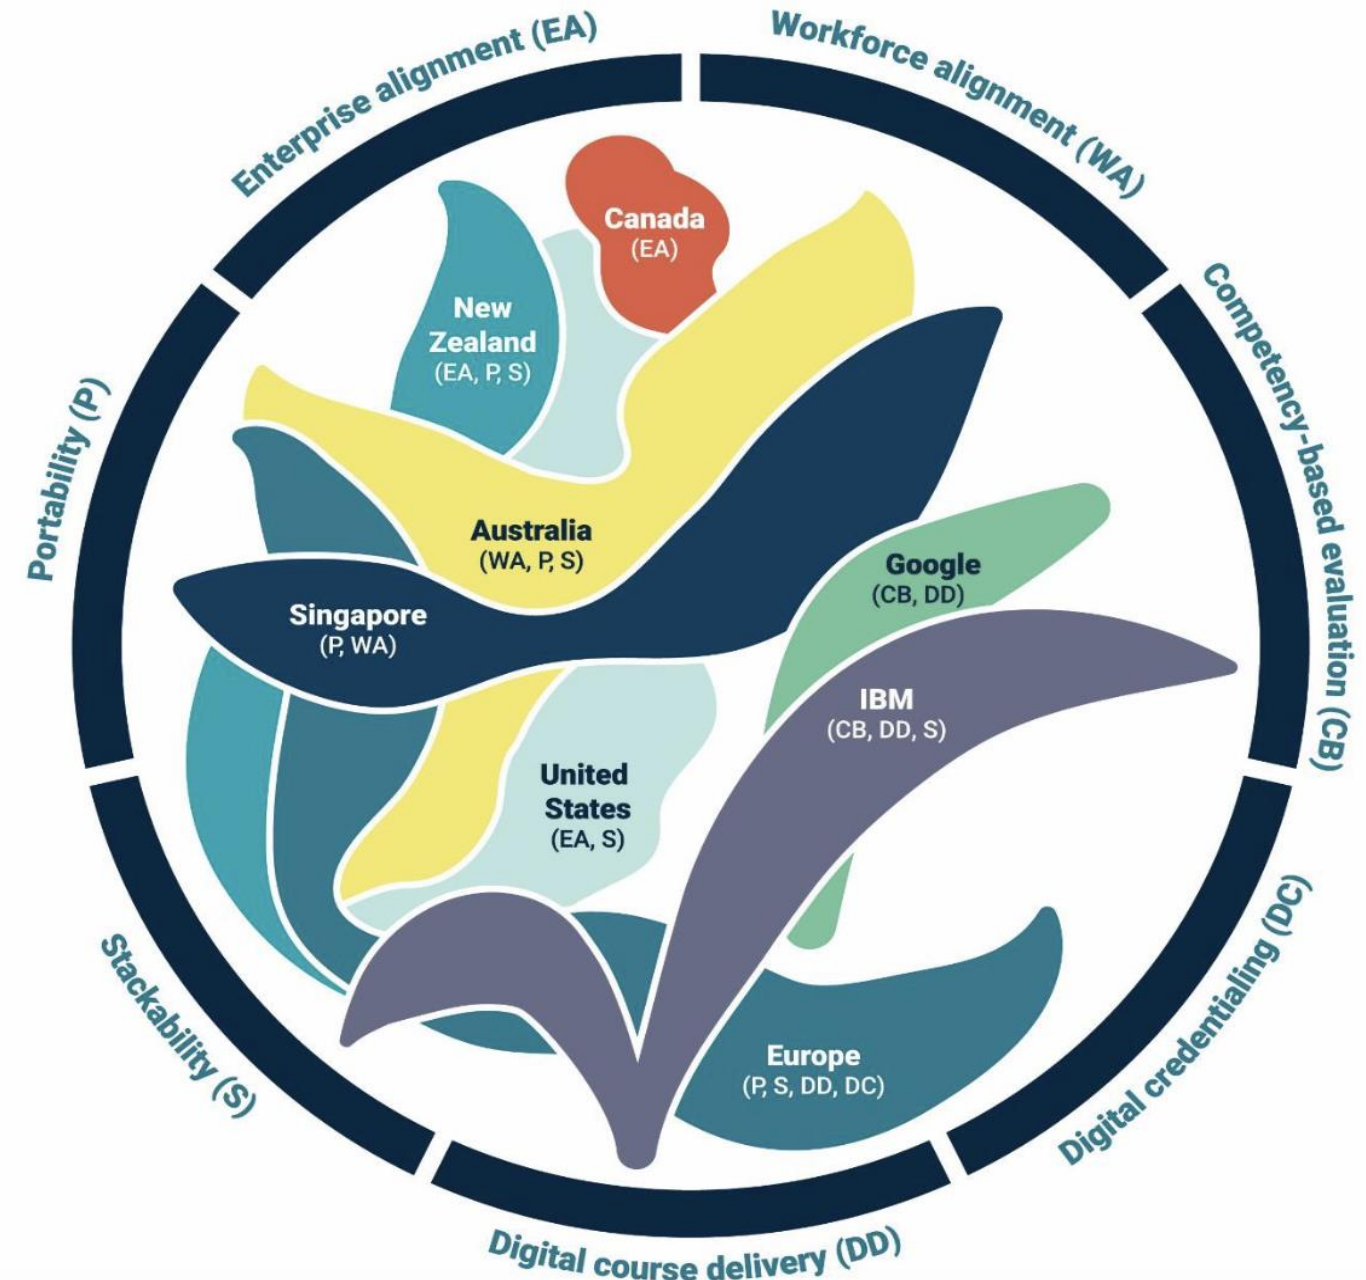 Enterprise alignment (EA)
Workforce alignment (WA)
Competency-based evaluation (CB)
Digital credentialing (DC)
Digital course delivery (DD)
Stackability (S)
Portability (P)
Canada
(EA)
New
Zealand
(EA, P, S)
Australia
(WA, P, S)
Google
(CB, DD)
Singapore
(P, WA)
IBM
(CB, DD, S)
United
States
(EA, S)
Europe
(P, S, DD, DC)